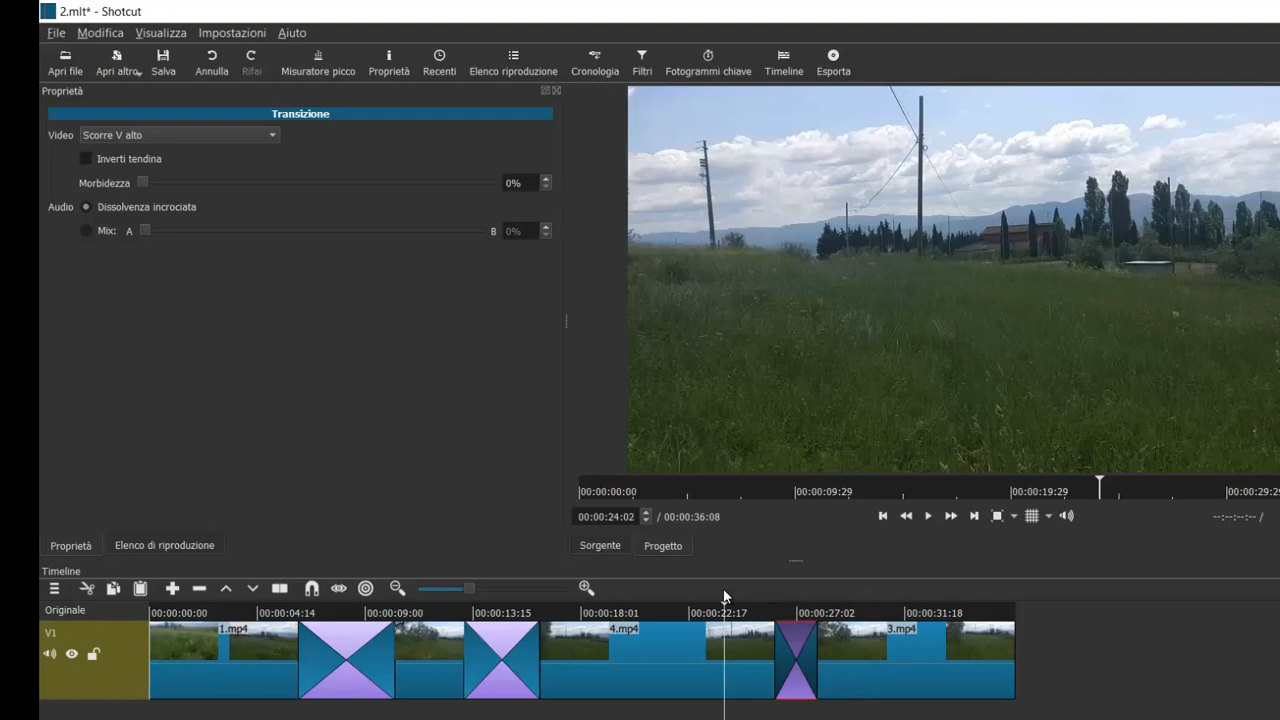 2.mlt* - Shotcut
File Modifica Visualizza Impostazioni Aiuto
Apri file Apri altro Salva Annulla Rifai Misuratore picco Proprietà Recenti Elenco riproduzione Cronologia Filtri Fotogrammi chiave Timeline Esporta
Proprietà
Transizione
Video Scorre V alto
Inverti tendina
Morbidezza 0%
Audio Dissolvenza incrociata
Mix: A B 0%
00:00:00:00 00:00:09:29 00:00:19:29 00:00:29:29
00:00:24:02 / 00:00:36:08 --:--:--:-- /
Proprietà Elenco di riproduzione Sorgente Progetto
Timeline
Originale 00:00:00:00 00:00:04:14 00:00:09:00 00:00:13:15 00:00:18:01 00:00:22:17 00:00:27:02 00:00:31:18
V1 1.mp4 4.mp4 3.mp4